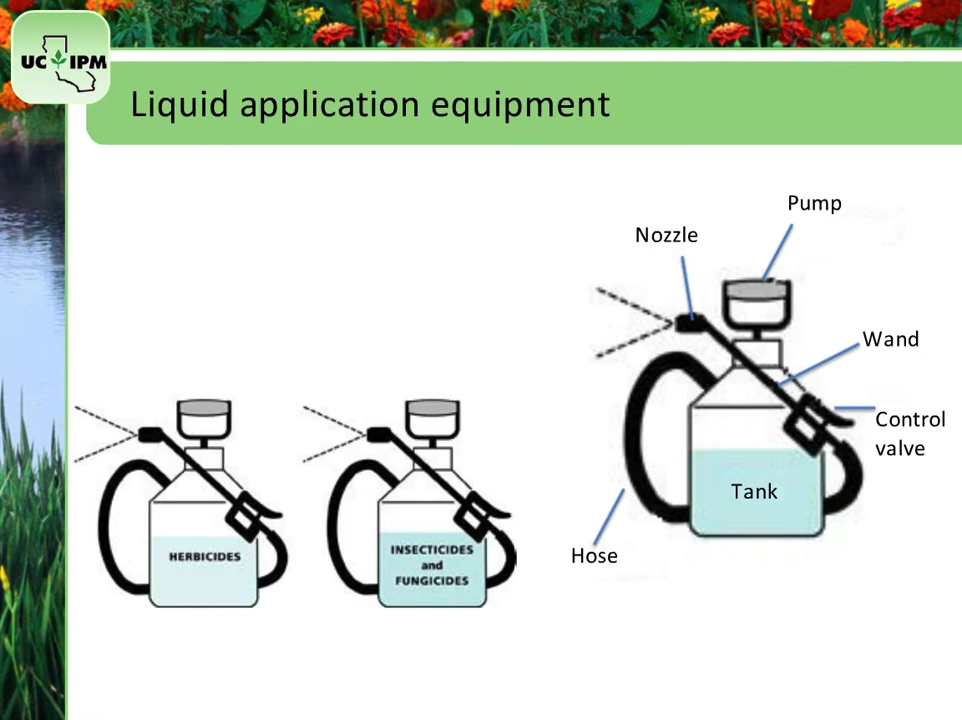 UC IPM
Liquid application equipment
Pump
Nozzle
Wand
Control
valve
Tank
Hose
HERBICIDES
INSECTICIDES
and
FUNGICIDES